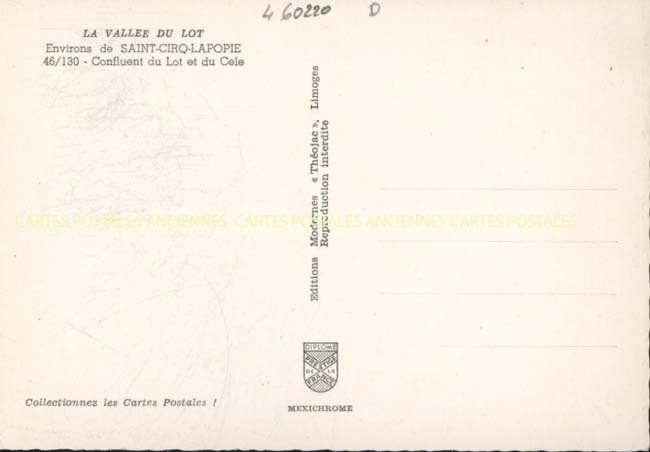 4 60220 D
LA VALLEE DU LOT
Environs de SAINT-CIRQ-LAPOPIE
46/130 - Confluent du Lot et du Cele
Editions Modernes « Théojac », Limoges
Reproduction interdite
CARTES POSTALES ANCIENNES CARTES POSTALES ANCIENNES CARTES POSTALES
DIPLOME
PRESTIGE
DE LA
FRANCE
Collectionnez les Cartes Postales !
MEXICHROME